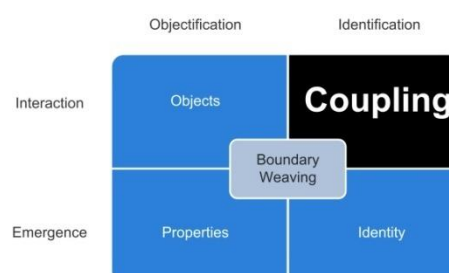 Objectification Identification
Interaction Objects Coupling
Boundary
Weaving
Emergence Properties Identity